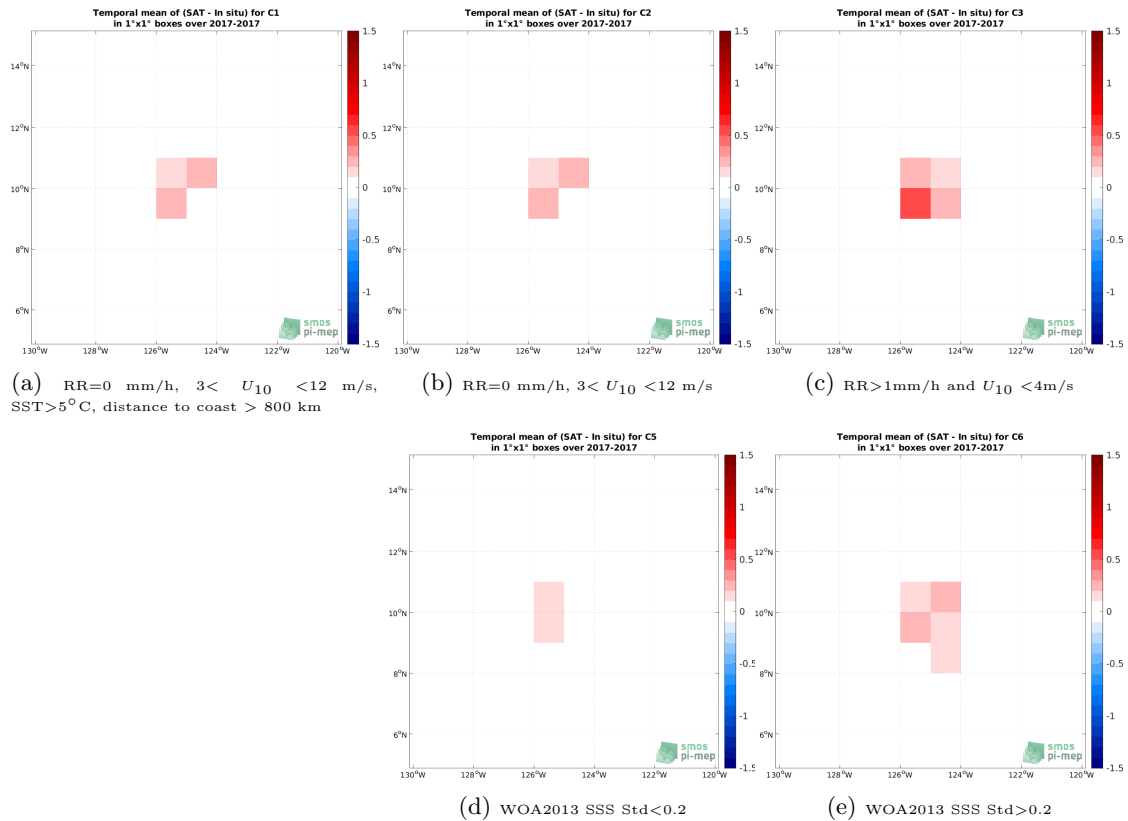 Temporal mean of (SAT - In situ) for C1
in 1°x1° boxes over 2017-2017
14°N
12°N
10°N
8°N
6°N
130°W
128°W
126°W
124°W
122°W
120°W
1.5
1
0.5
0
-0.5
-1
-1.5
smos
pi-mep
(a) RR=0 mm/h, 3< U10 <12 m/s,
SST>5°C, distance to coast > 800 km
Temporal mean of (SAT - In situ) for C2
in 1°x1° boxes over 2017-2017
14°N
12°N
10°N
8°N
6°N
130°W
128°W
126°W
124°W
122°W
120°W
1.5
1
0.5
0
-0.5
-1
-1.5
smos
pi-mep
(b) RR=0 mm/h, 3< U10 <12 m/s
Temporal mean of (SAT - In situ) for C3
in 1°x1° boxes over 2017-2017
14°N
12°N
10°N
8°N
6°N
130°W
128°W
126°W
124°W
122°W
120°W
1.5
1
0.5
0
-0.5
-1
-1.5
smos
pi-mep
(c) RR>1mm/h and U10 <4m/s
Temporal mean of (SAT - In situ) for C5
in 1°x1° boxes over 2017-2017
14°N
12°N
10°N
8°N
6°N
130°W
128°W
126°W
124°W
122°W
120°W
1.5
1
0.5
0
-0.5
-1
-1.5
smos
pi-mep
(d) WOA2013 SSS Std<0.2
Temporal mean of (SAT - In situ) for C6
in 1°x1° boxes over 2017-2017
14°N
12°N
10°N
8°N
6°N
130°W
128°W
126°W
124°W
122°W
120°W
1.5
1
0.5
0
-0.5
-1
-1.5
smos
pi-mep
(e) WOA2013 SSS Std>0.2